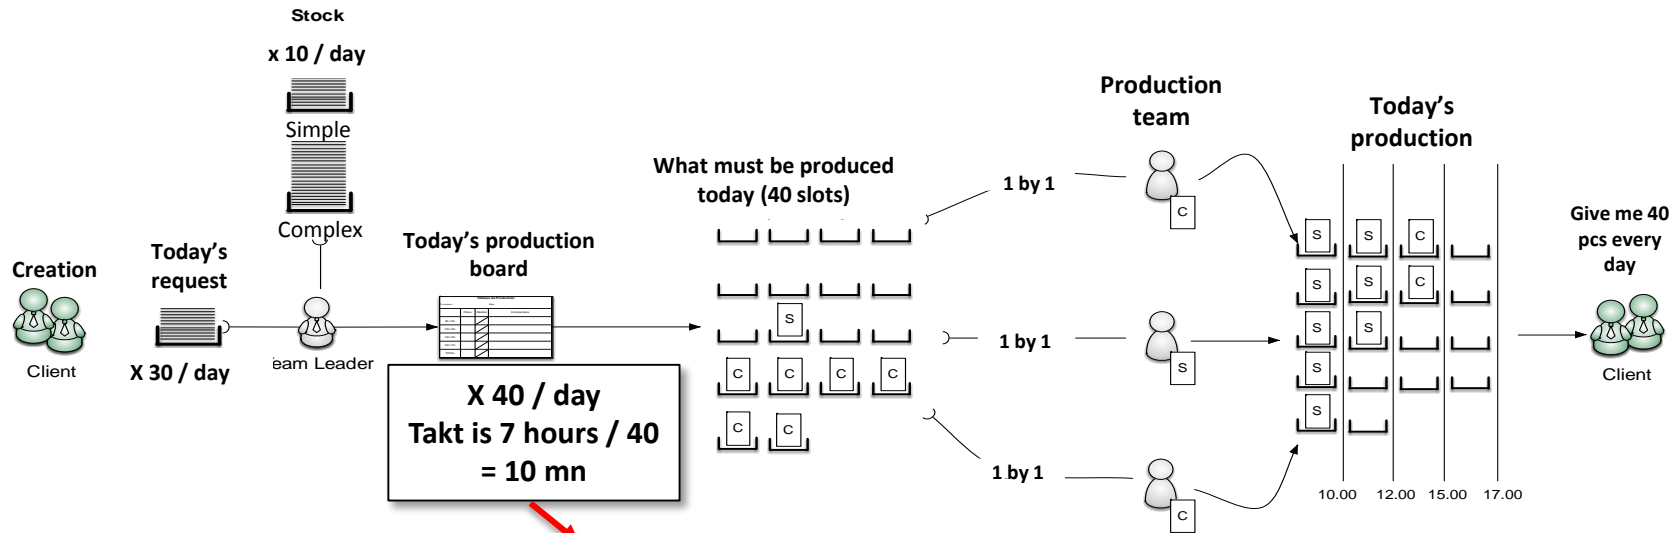 Stock
x 10 / day
Simple
Complex
Creation
Client
Today's
request
X 30 / day
eam Leader
Today's production
board
X 40 / day
Takt is 7 hours / 40
= 10 mn
What must be produced
today (40 slots)
S
C
C
C
C
C
C
1 by 1
1 by 1
1 by 1
Production
team
C
S
C
Today's
production
S
S
C
S
S
C
S
S
S
S
10.00
12.00
15.00
17.00
Give me 40
pcs every
day
Client